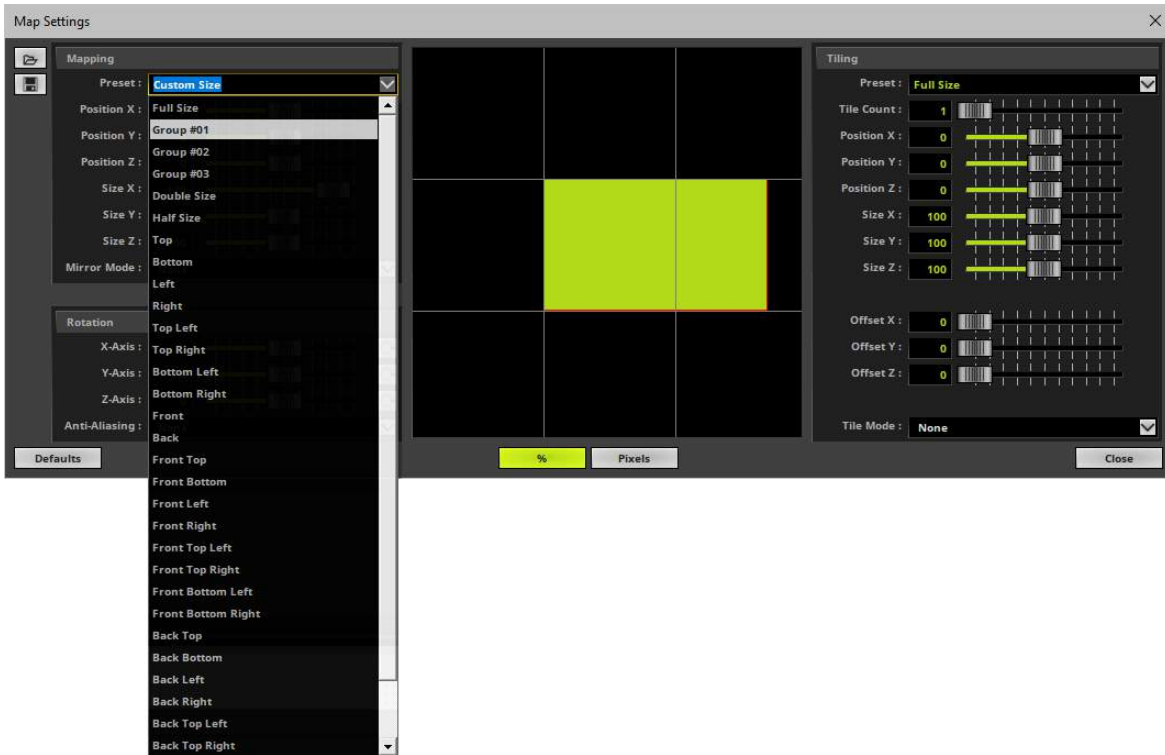 Map Settings
Mapping
Preset : Custom Size
Position X :
Position Y :
Position Z :
Size X :
Size Y :
Size Z :
Mirror Mode :
Full Size
Group #01
Group #02
Group #03
Double Size
Half Size
Top
Bottom
Left
Right
Top Left
Top Right
Bottom Left
Bottom Right
Front
Back
Front Top
Front Bottom
Front Left
Front Right
Front Top Left
Front Top Right
Front Bottom Left
Front Bottom Right
Back Top
Back Bottom
Back Left
Back Right
Back Top Left
Back Top Right
Rotation
X-Axis :
Y-Axis :
Z-Axis :
Anti-Aliasing :
Defaults
%
Pixels
Tiling
Preset : Full Size
Tile Count : 1
Position X : 0
Position Y : 0
Position Z : 0
Size X : 100
Size Y : 100
Size Z : 100
Offset X : 0
Offset Y : 0
Offset Z : 0
Tile Mode : None
Close